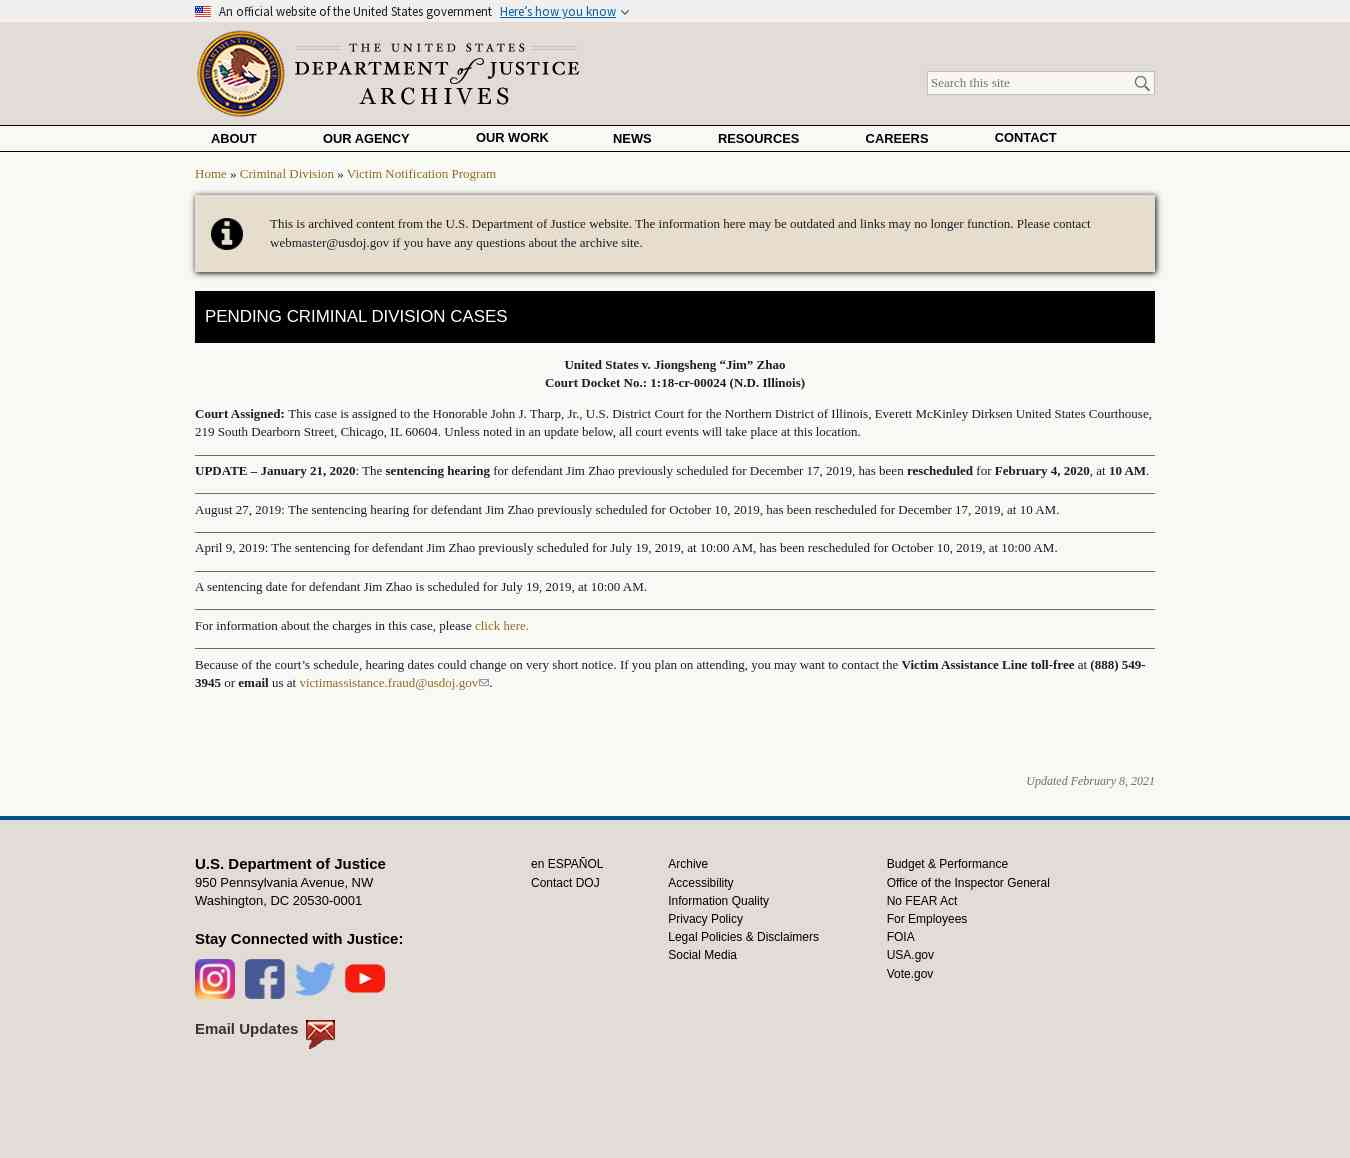 An official website of the United States government Here's how you know
THE UNITED STATES
DEPARTMENT of JUSTICE
ARCHIVES
Search this site
ABOUT OUR AGENCY OUR WORK NEWS RESOURCES CAREERS CONTACT
Home » Criminal Division » Victim Notification Program
This is archived content from the U.S. Department of Justice website. The information here may be outdated and links may no longer function. Please contact
webmaster@usdoj.gov if you have any questions about the archive site.
PENDING CRIMINAL DIVISION CASES
United States v. Jiongsheng “Jim” Zhao
Court Docket No.: 1:18-cr-00024 (N.D. Illinois)
Court Assigned: This case is assigned to the Honorable John J. Tharp, Jr., U.S. District Court for the Northern District of Illinois, Everett McKinley Dirksen United States Courthouse,
219 South Dearborn Street, Chicago, IL 60604. Unless noted in an update below, all court events will take place at this location.
UPDATE – January 21, 2020: The sentencing hearing for defendant Jim Zhao previously scheduled for December 17, 2019, has been rescheduled for February 4, 2020, at 10 AM.
August 27, 2019: The sentencing hearing for defendant Jim Zhao previously scheduled for October 10, 2019, has been rescheduled for December 17, 2019, at 10 AM.
April 9, 2019: The sentencing for defendant Jim Zhao previously scheduled for July 19, 2019, at 10:00 AM, has been rescheduled for October 10, 2019, at 10:00 AM.
A sentencing date for defendant Jim Zhao is scheduled for July 19, 2019, at 10:00 AM.
For information about the charges in this case, please click here.
Because of the court’s schedule, hearing dates could change on very short notice. If you plan on attending, you may want to contact the Victim Assistance Line toll-free at (888) 549-
3945 or email us at victimassistance.fraud@usdoj.gov.
Updated February 8, 2021
U.S. Department of Justice
950 Pennsylvania Avenue, NW
Washington, DC 20530-0001
Stay Connected with Justice:
Email Updates
en ESPAÑOL
Contact DOJ
Archive
Accessibility
Information Quality
Privacy Policy
Legal Policies & Disclaimers
Social Media
Budget & Performance
Office of the Inspector General
No FEAR Act
For Employees
FOIA
USA.gov
Vote.gov